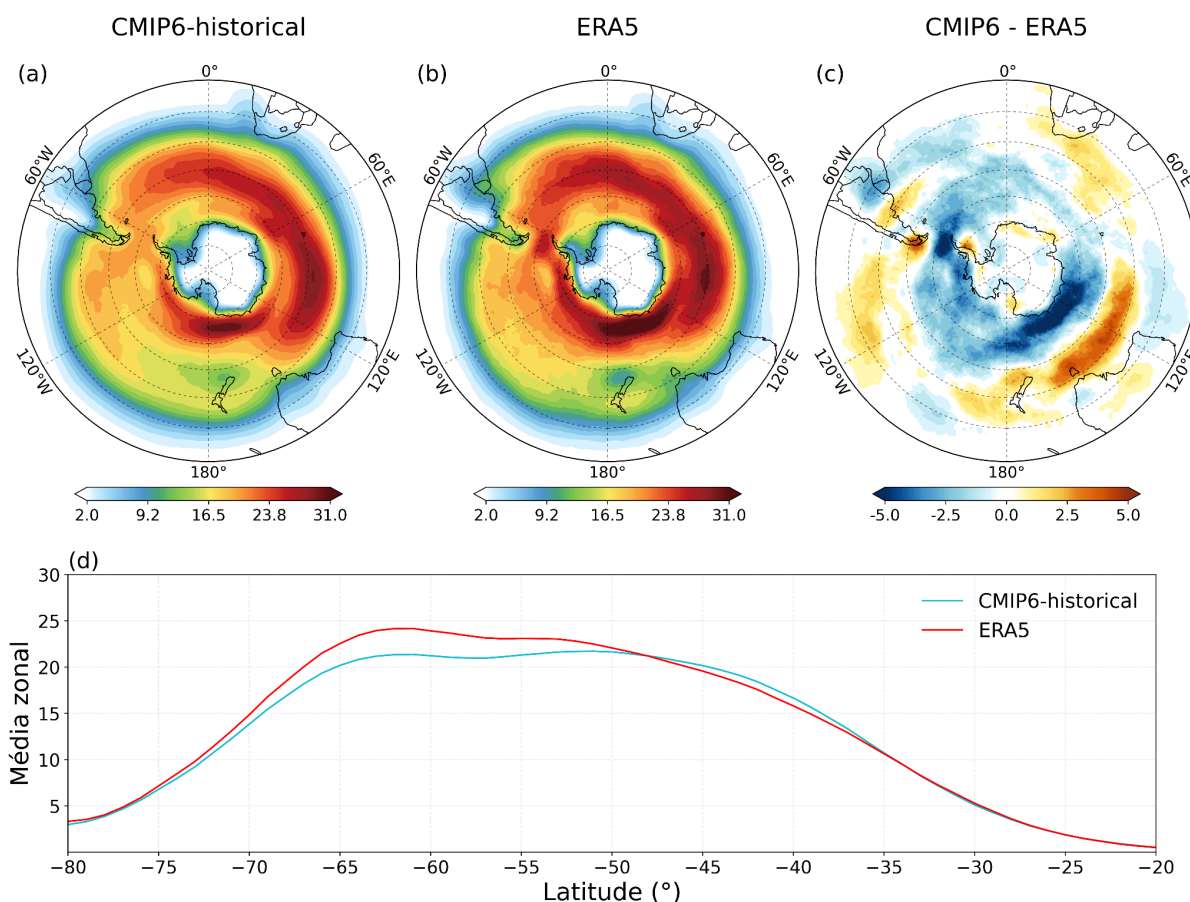 CMIP6-historical
ERA5
CMIP6 - ERA5
(a)
0°
60°E
120°E
180°
120°W
60°W
(b)
0°
60°E
120°E
180°
120°W
60°W
(c)
0°
60°E
120°E
180°
120°W
60°W
2.0 9.2 16.5 23.8 31.0
2.0 9.2 16.5 23.8 31.0
-5.0 -2.5 0.0 2.5 5.0
(d)
Média zonal
30
25
20
15
10
5
CMIP6-historical
ERA5
−80 −75 −70 −65 −60 −55 −50 −45 −40 −35 −30 −25 −20
Latitude (°)